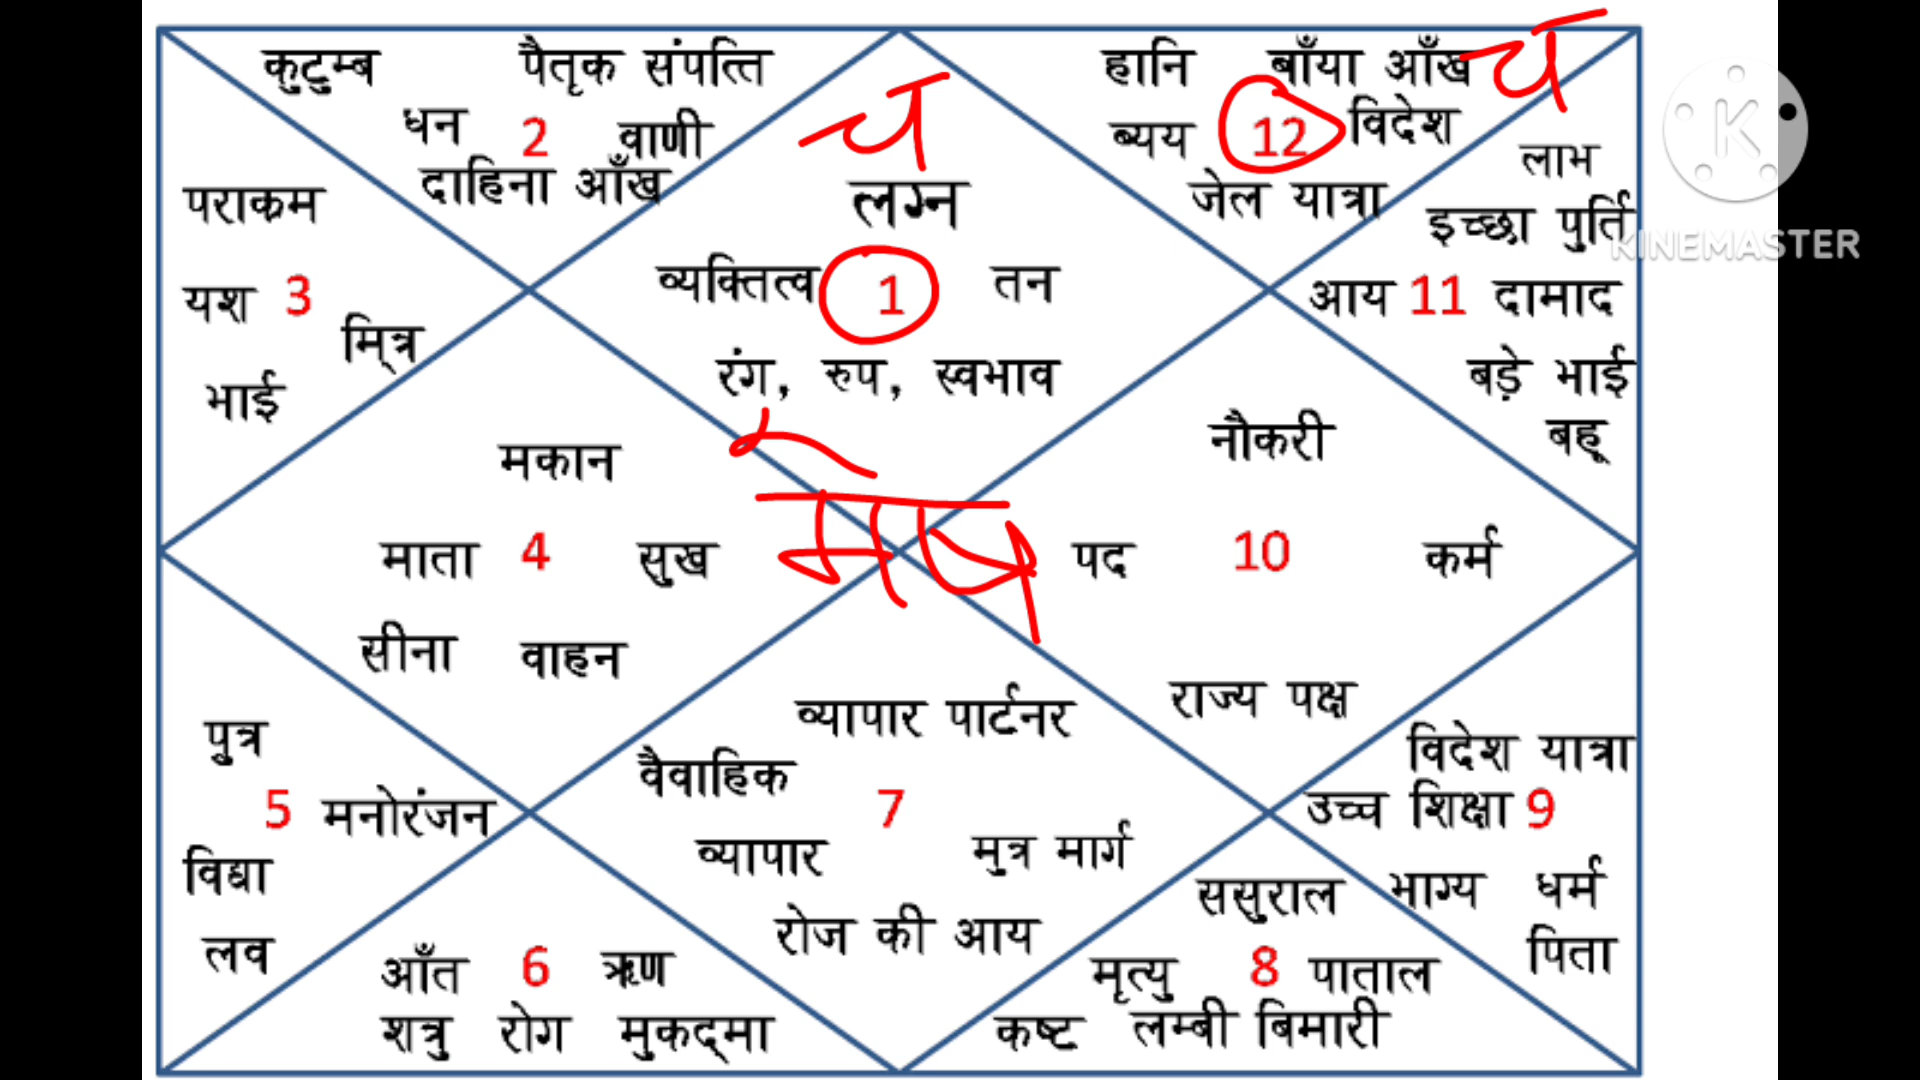 कुटुम्ब पैतृक संपत्ति
धन 2 वाणी
दाहिना आँख
च
लग्न
व्यक्तित्व 1 तन
रंग, रुप, स्वभाव
हानि बाँया आँख
च
ब्यय 12 विदेश
जेल यात्रा
लाभ
इच्छा पुर्ति
आय 11 दामाद
बड़े भाई
बहू
KINEMASTER
पराक्रम
यश 3 मित्र
भाई
मकान
माता 4 सुख
सीना वाहन
नौकरी
पद 10 कर्म
राज्य पक्ष
पुत्र
5 मनोरंजन
विद्या
लव
व्यापार पार्टनर
वैवाहिक 7
व्यापार मुत्र मार्ग
रोज की आय
विदेश यात्रा
उच्च शिक्षा 9
भाग्य धर्म
पिता
आँत 6 ऋण
शत्रु रोग मुकद्मा
ससुराल
मृत्यु 8 पाताल
कष्ट लम्बी बिमारी